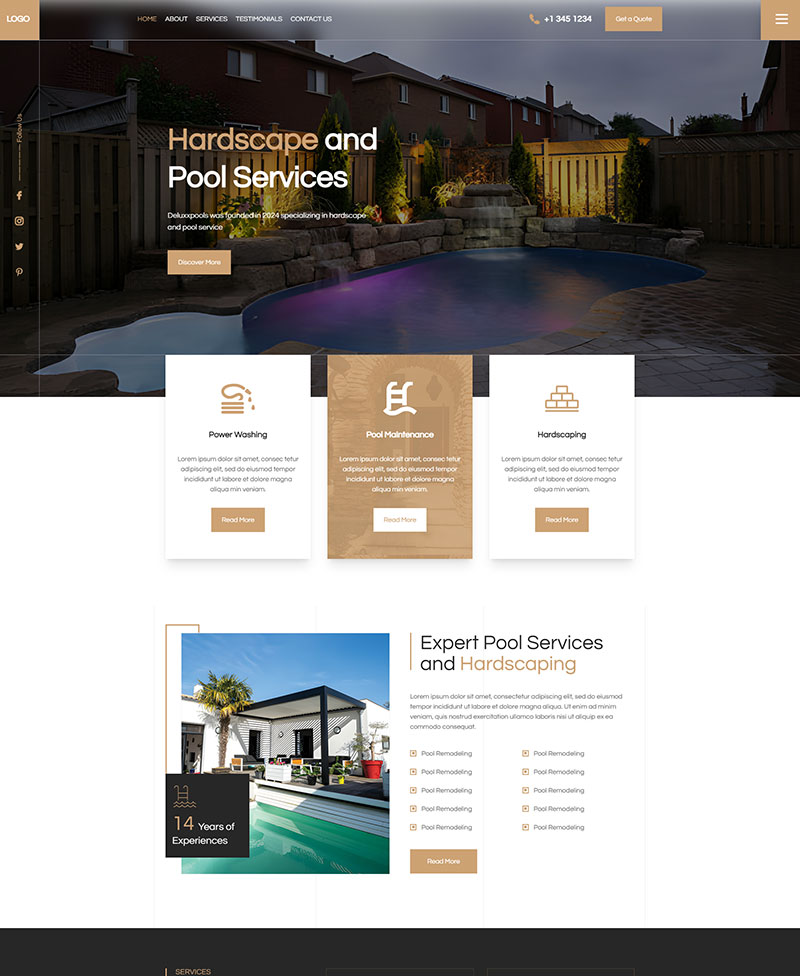 LOGO
HOME ABOUT SERVICES TESTIMONIALS CONTACT US
+1 345 1234
Get a Quote
Follow Us
Hardscape and
Pool Services
Deluxxpools was founded in 2024 specializing in hardscape
and pool service
Discover More
Power Washing
Lorem ipsum dolor sit amet, consec tetur
adipiscing elit, sed do eiusmod tempor
incididunt ut labore et dolore magna
aliqua min veniam.
Read More
Pool Maintenance
Lorem ipsum dolor sit amet, consec tetur
adipiscing elit, sed do eiusmod tempor
incididunt ut labore et dolore magna
aliqua min veniam.
Read More
Hardscaping
Lorem ipsum dolor sit amet, consec tetur
adipiscing elit, sed do eiusmod tempor
incididunt ut labore et dolore magna
aliqua min veniam.
Read More
14 Years of
Experiences
Expert Pool Services
and Hardscaping
Lorem ipsum dolor sit amet, consectetur adipiscing elit, sed do eiusmod
tempor incididunt ut labore et dolore magna aliqua. Ut enim ad minim
veniam, quis nostrud exercitation ullamco laboris nisi ut aliquip ex ea
commodo consequat.
Pool Remodeling
Pool Remodeling
Pool Remodeling
Pool Remodeling
Pool Remodeling
Pool Remodeling
Pool Remodeling
Pool Remodeling
Pool Remodeling
Pool Remodeling
Read More
SERVICES